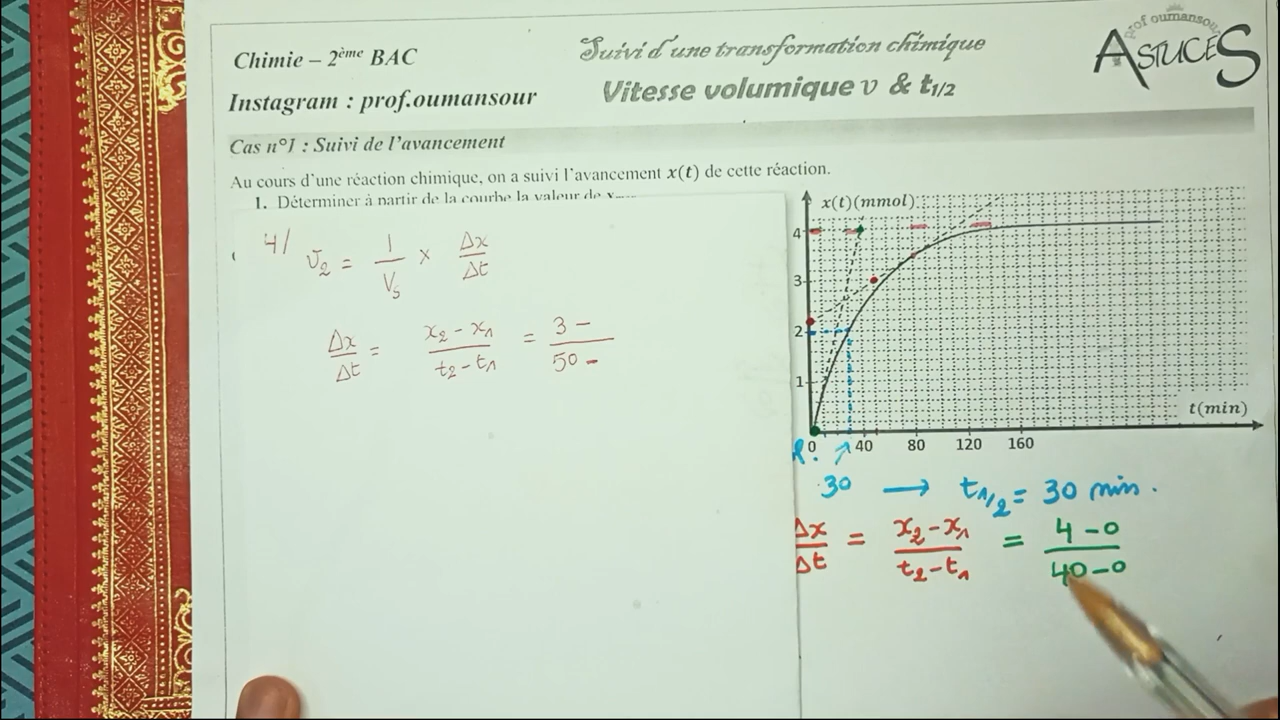 Chimie – 2ème BAC
Suivi d'une transformation chimique
prof oumansour
ASTUCES
Instagram : prof.oumansour
Vitesse volumique v & t1/2
Cas n°1 : Suivi de l'avancement
Au cours d'une réaction chimique, on a suivi l'avancement x(t) de cette réaction.
1. Déterminer à partir de la courbe la valeur de
4/ v₂ = 1/Vs × Δx/Δt
Δx/Δt = x₂ - x₁/t₂ - t₁ = 3 -/50 -
x(t)(mmol)
4
3
2
1
t(min)
0 40 80 120 160
30 → t1/2 = 30 min.
Δx/Δt = x₂ - x₁/t₂ - t₁ = 4 - 0/40 - 0